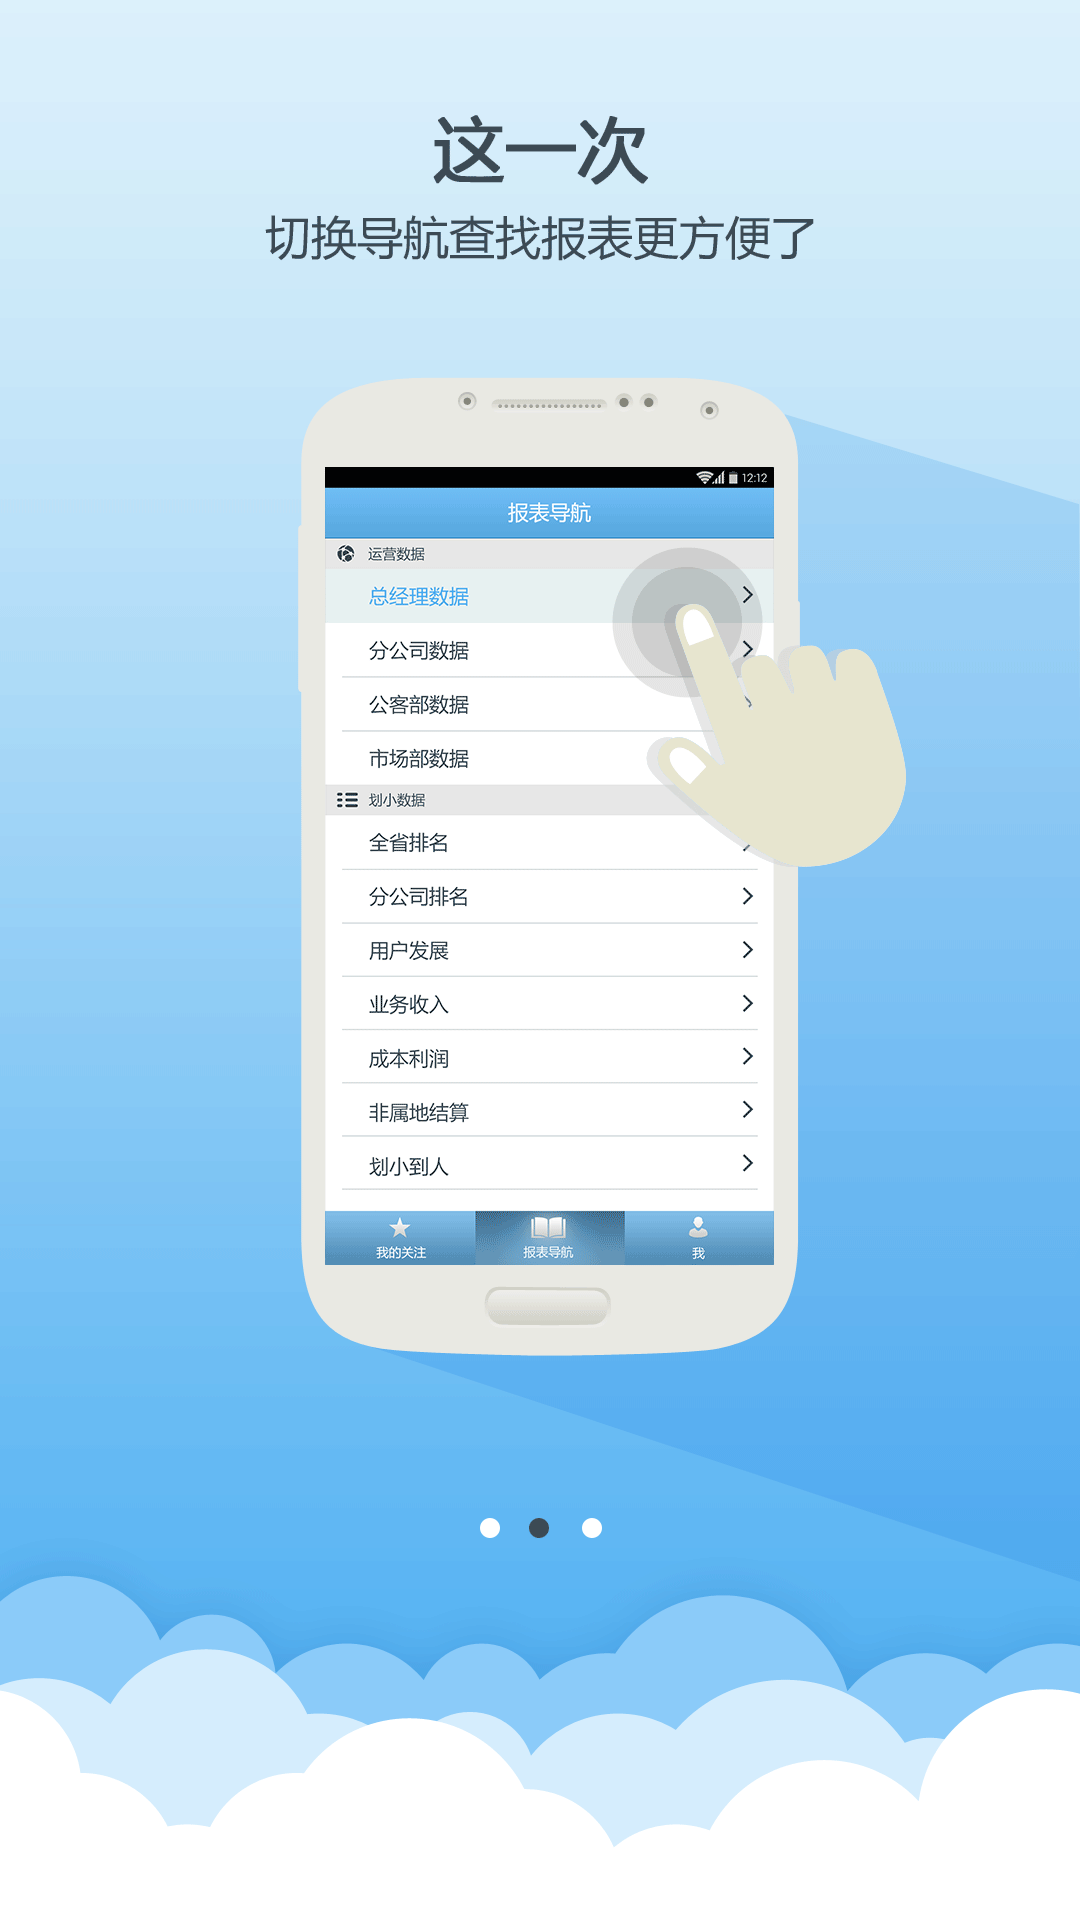 这一次
切换导航查找报表更方便了
12:12
报表导航
运营数据
总经理数据
分公司数据
公客部数据
市场部数据
划小数据
全省排名
分公司排名
用户发展
业务收入
成本利润
非属地结算
划小到人
我的关注
报表导航
我